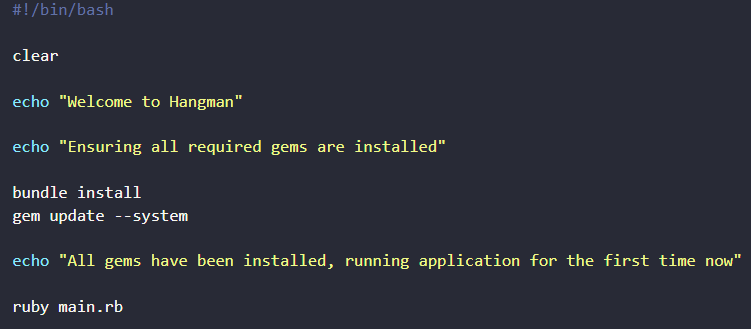 #!/bin/bash
clear
echo "Welcome to Hangman"
echo "Ensuring all required gems are installed"
bundle install
gem update --system
echo "All gems have been installed, running application for the first time now"
ruby main.rb